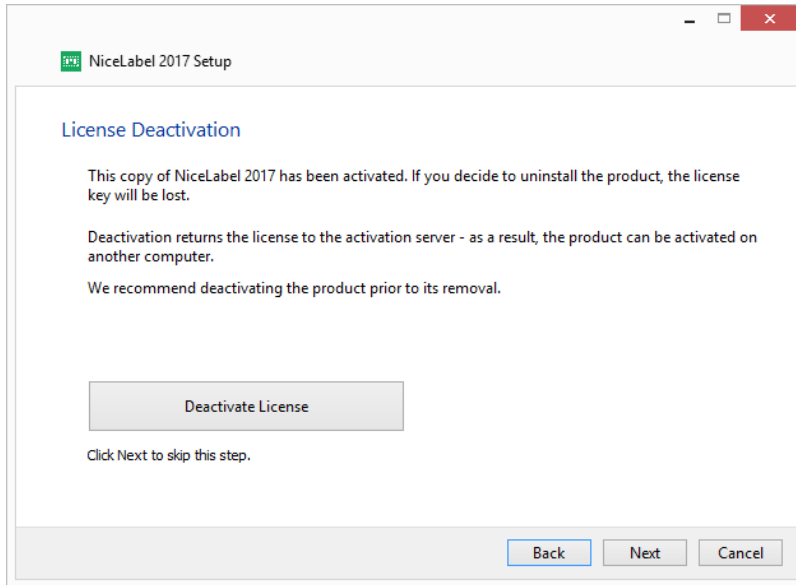 NiceLabel 2017 Setup
License Deactivation
This copy of NiceLabel 2017 has been activated. If you decide to uninstall the product, the license
key will be lost.
Deactivation returns the license to the activation server - as a result, the product can be activated on
another computer.
We recommend deactivating the product prior to its removal.
Deactivate License
Click Next to skip this step.
Back Next Cancel